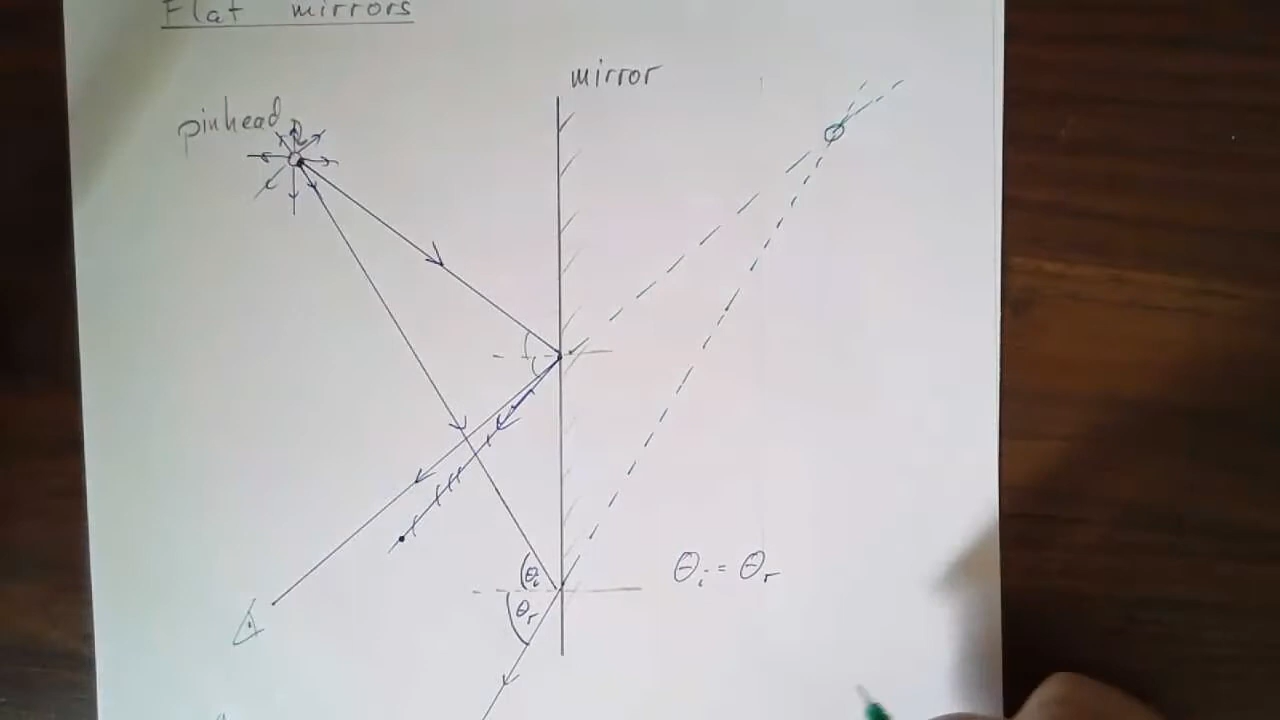 Flat mirrors
mirror
pinhead
θi
θr
θi = θr